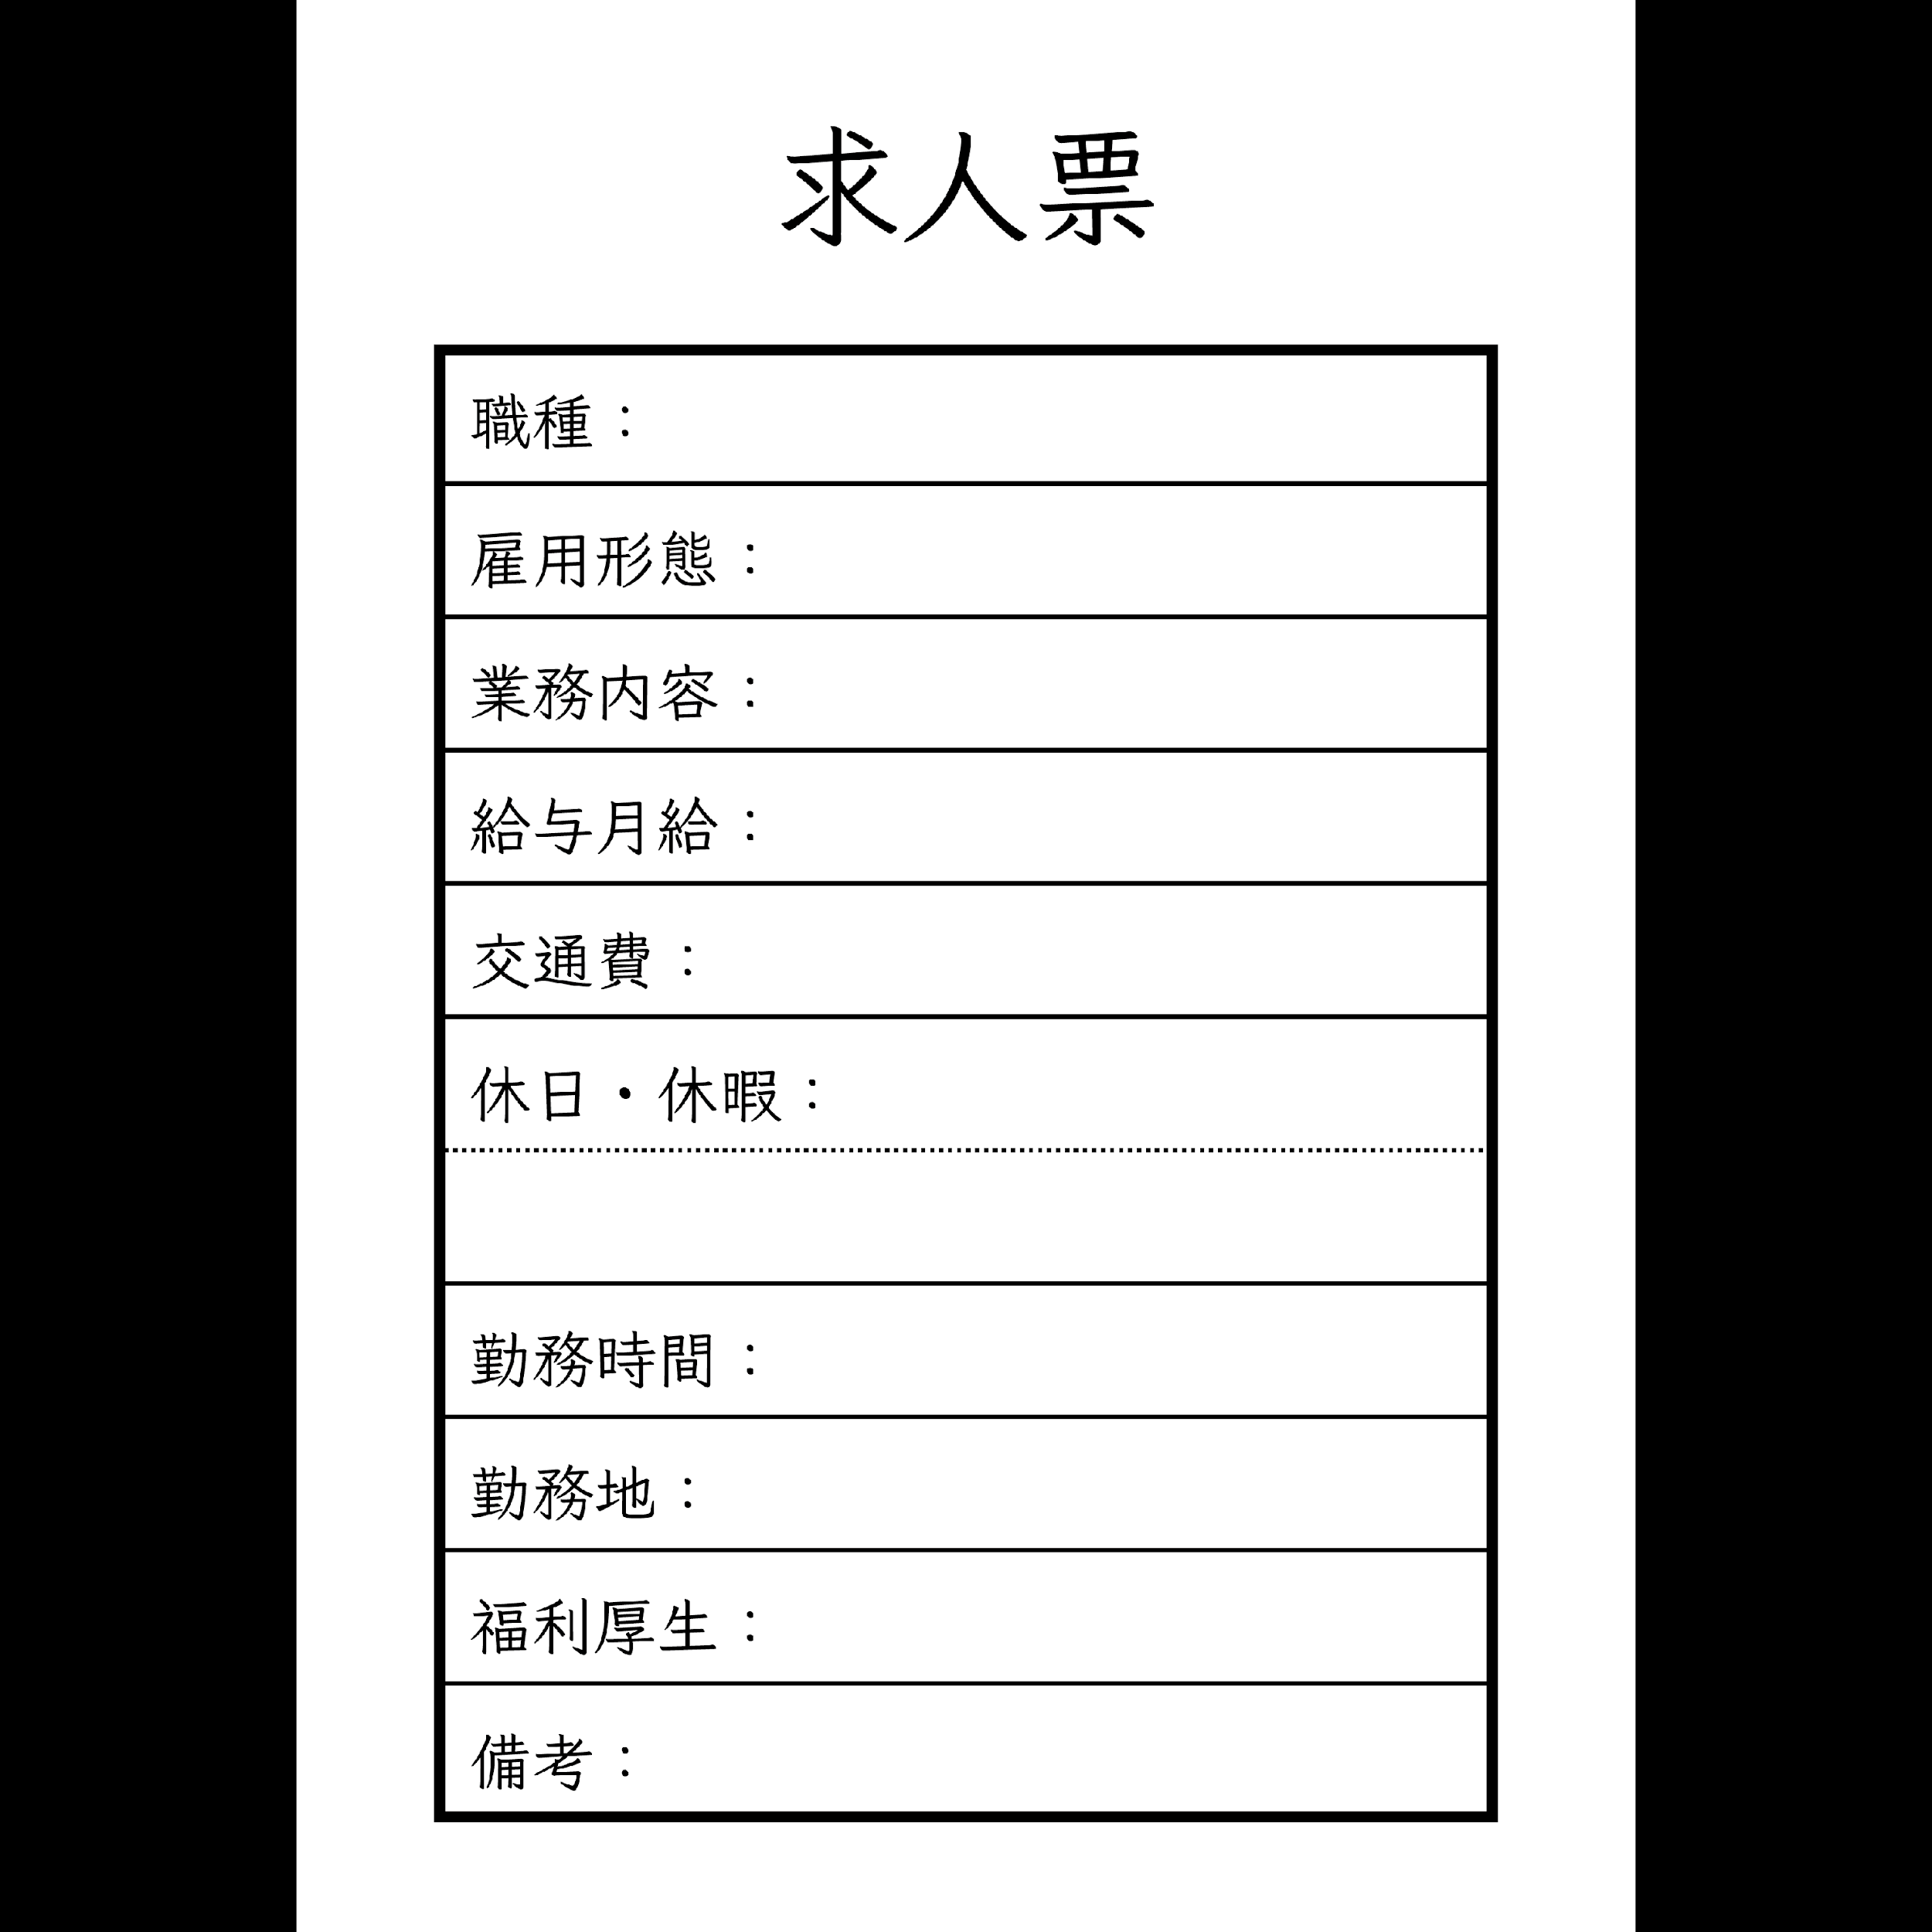 求人票
職種：
雇用形態：
業務内容：
給与月給：
交通費：
休日・休暇：
勤務時間：
勤務地：
福利厚生：
備考：